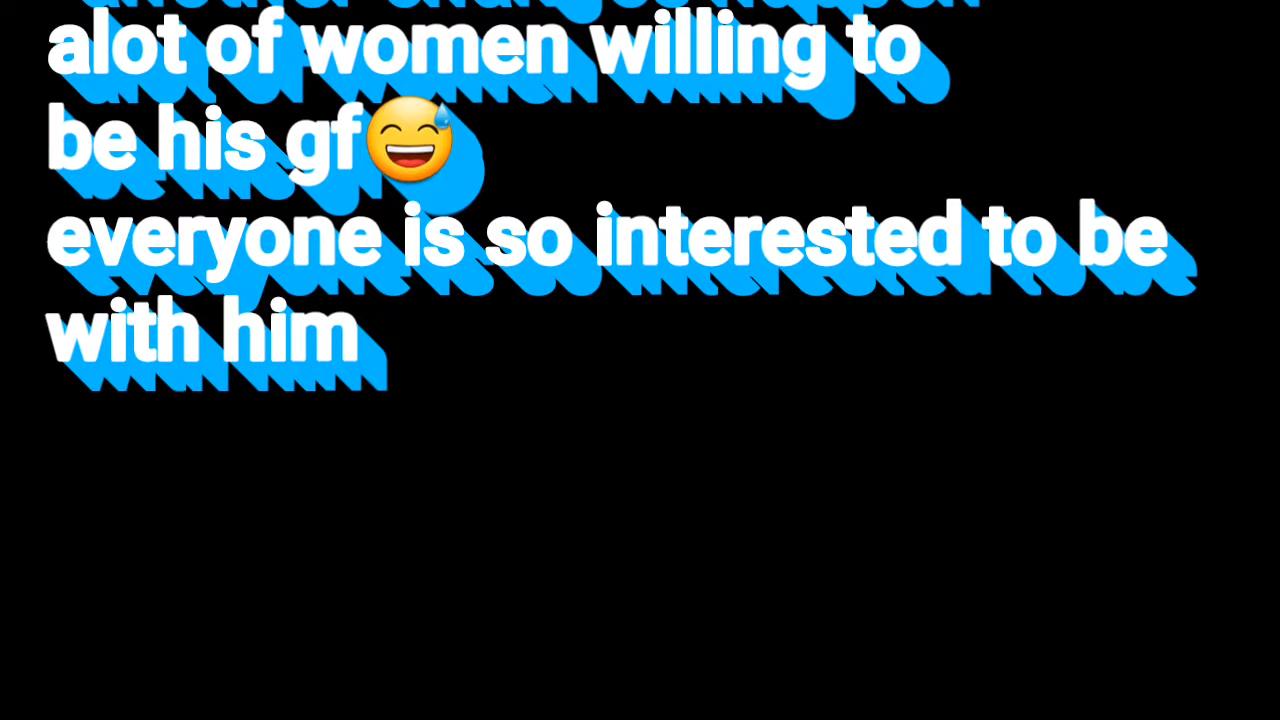 alot of women willing to
be his gf😅
everyone is so interested to be
with him